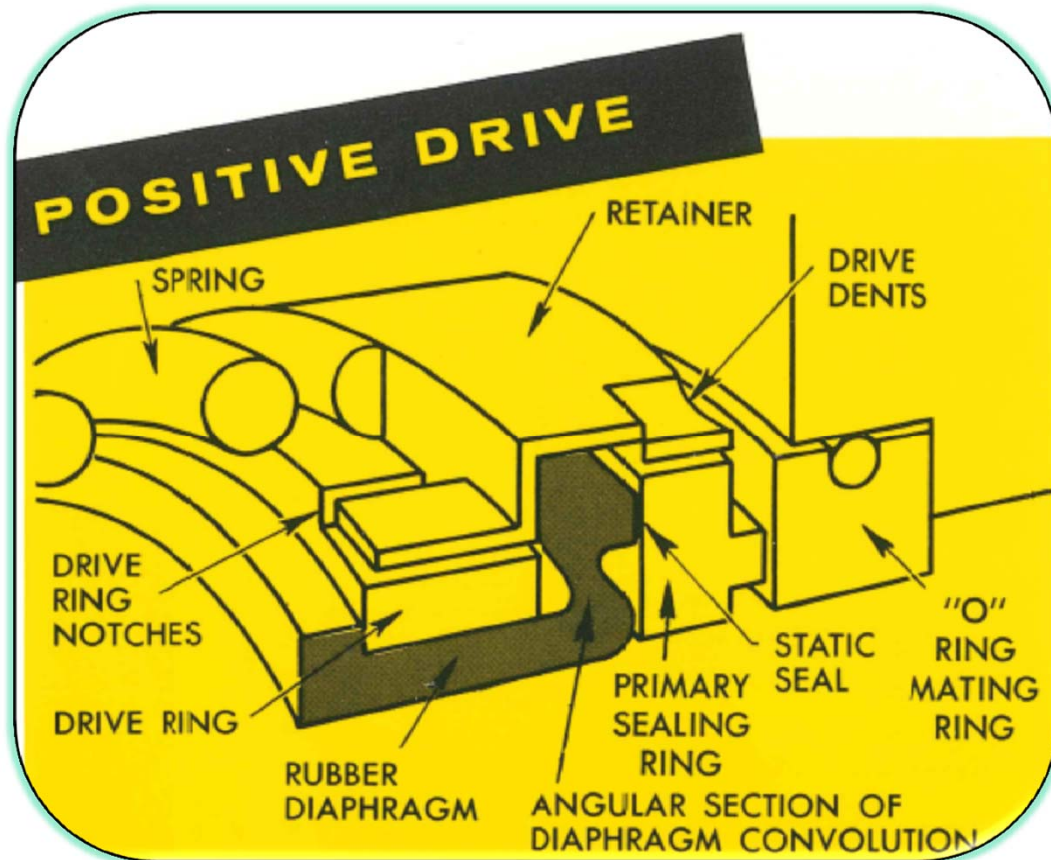 POSITIVE DRIVE
RETAINER
SPRING
DRIVE
DENTS
DRIVE
RING
NOTCHES
"O"
RING
MATING
RING
STATIC
SEAL
PRIMARY
SEALING
RING
DRIVE RING
RUBBER
DIAPHRAGM
ANGULAR SECTION OF
DIAPHRAGM CONVOLUTION